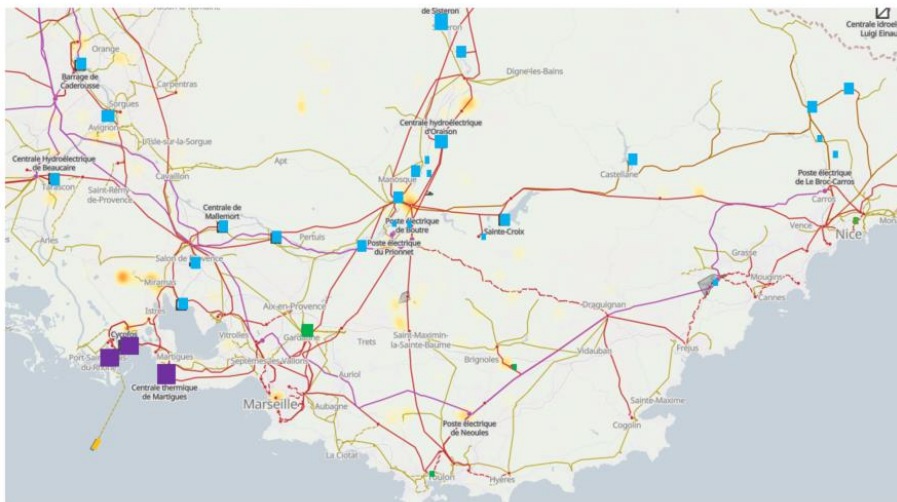 de Sisteron
Centrale idroele
Luigi Einau
Orange
Barrage de
Caderousse
Carpentras
Digne-les-Bains
Sorgues
Avignon
L'Isle-sur-la-Sorgue
Centrale hydroélectrique
d'Oraison
Centrale Hydroélectrique
de Beaucaire
Apt
Tarascon
Cavaillon
Manosque
Castellane
Saint-Rémy
-de-Provence
Poste électrique
de Le Broc-Carros
Carros
Centrale de
Mallemort
Sainte-Croix
Poste électrique
de Boutre
Arles
Pertuis
Poste électrique
du Prionnet
Vence
Nice
Salon de Provence
Grasse
Miramas
Mougins
Cannes
Istres
Aix-en-Provence
Draguignan
Vitrolles
Gardanne
Trets
Saint-Maximin-
la-Sainte-Baume
Cycofos
Port Sain
du-Rhône
Martigues
Septèmes-les-Vallons
Brignoles
Vidauban
Fréjus
Auriol
Centrale thermique
de Martigues
Marseille
Aubagne
Sainte-Maxime
Poste électrique
de Neoules
Cogolin
La Ciotat
Toulon
Hyères